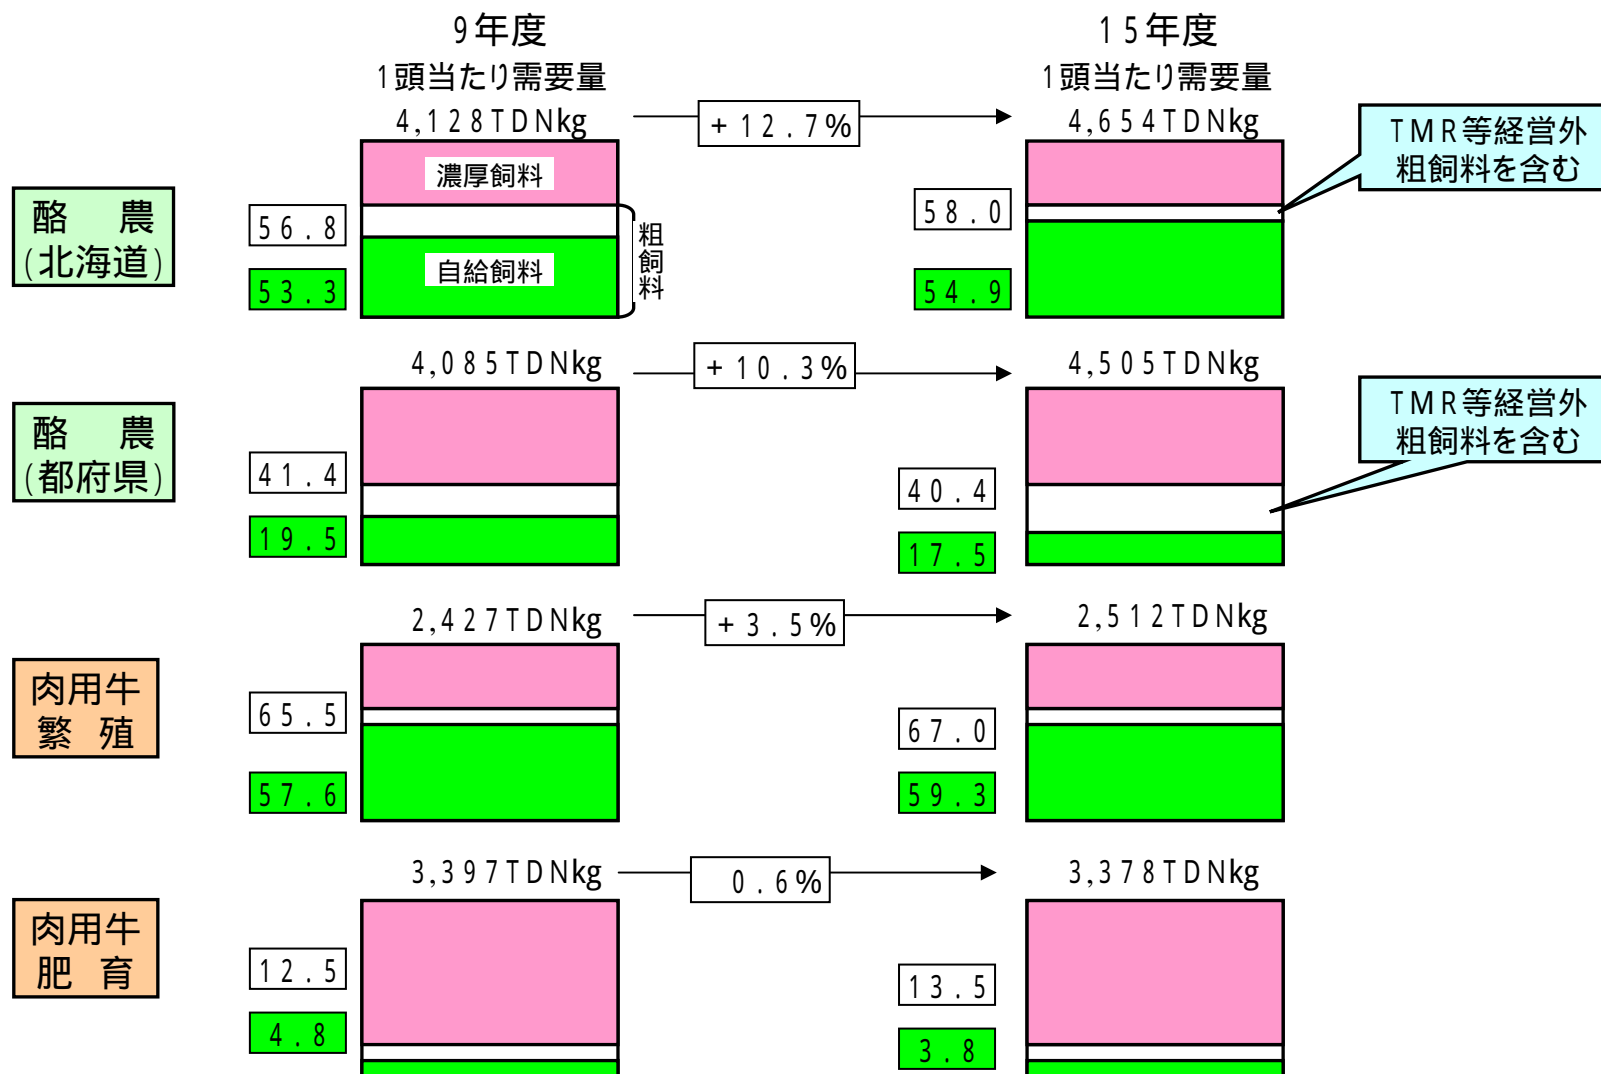 9年度
15年度
1頭当たり需要量
1頭当たり需要量
4,128TDNkg
+12.7%
4,654TDNkg
TMR等経営外
粗飼料を含む
濃厚飼料
酪 農
(北海道)
56.8
粗飼料
58.0
自給飼料
53.3
54.9
4,085TDNkg
+10.3%
4,505TDNkg
TMR等経営外
粗飼料を含む
酪 農
(都府県)
41.4
40.4
19.5
17.5
2,427TDNkg
+3.5%
2,512TDNkg
肉用牛
繁 殖
65.5
67.0
57.6
59.3
3,397TDNkg
0.6%
3,378TDNkg
肉用牛
肥 育
12.5
13.5
4.8
3.8